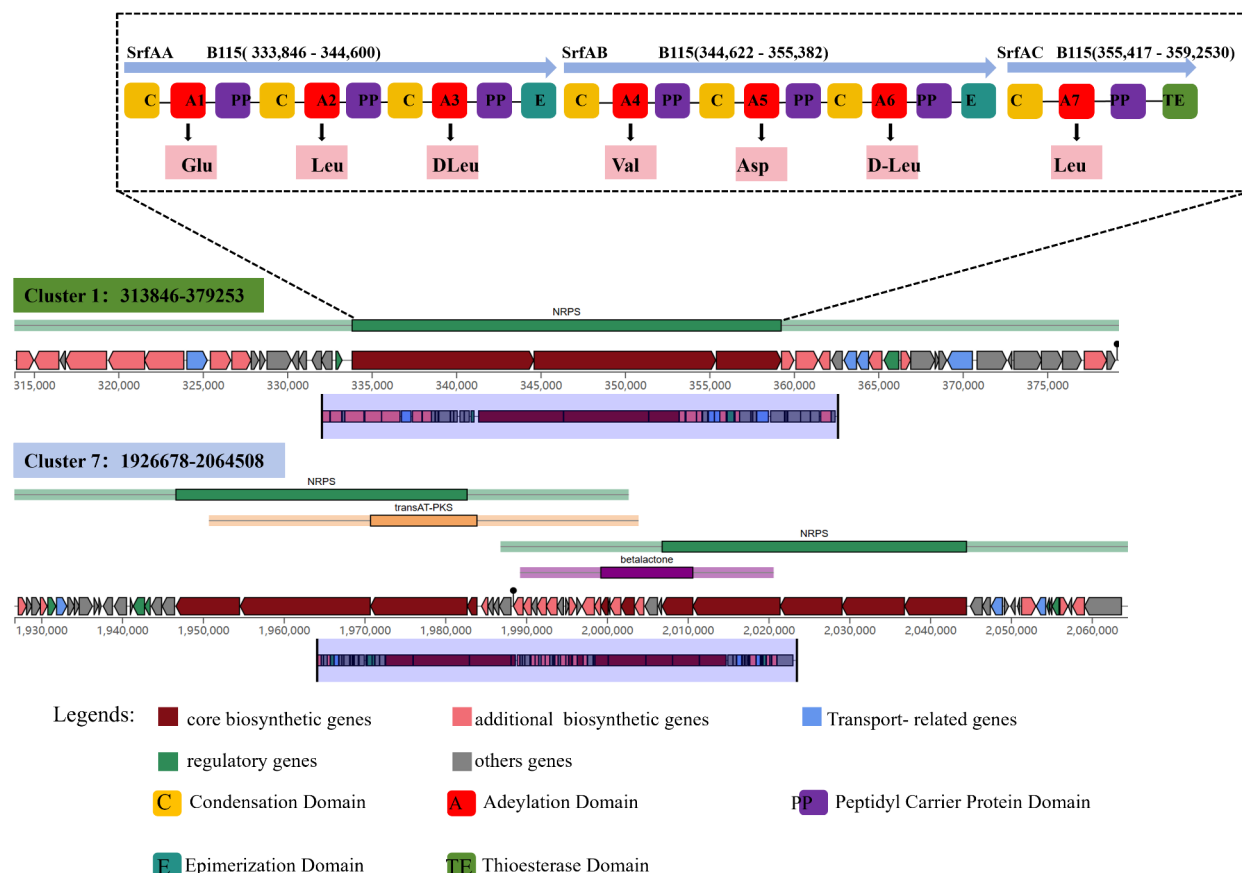 SrfAA B115( 333,846 - 344,600) SrfAB B115(344,622 - 355,382) SrfAC B115(355,417 - 359,2530)
C A1 PP C A2 PP C A3 PP E C A4 PP C A5 PP C A6 PP E C A7 PP TE
Glu Leu DLeu Val Asp D-Leu Leu
Cluster 1: 313846-379253
NRPS
315,000 320,000 325,000 330,000 335,000 340,000 345,000 350,000 355,000 360,000 365,000 370,000 375,000
Cluster 7: 1926678-2064508
NRPS
transAT-PKS
NRPS
betalactone
1,930,000 1,940,000 1,950,000 1,960,000 1,970,000 1,980,000 1,990,000 2,000,000 2,010,000 2,020,000 2,030,000 2,040,000 2,050,000 2,060,000
Legends: core biosynthetic genes additional biosynthetic genes Transport- related genes
regulatory genes others genes
C Condensation Domain A Adeylation Domain PP Peptidyl Carrier Protein Domain
E Epimerization Domain TE Thioesterase Domain